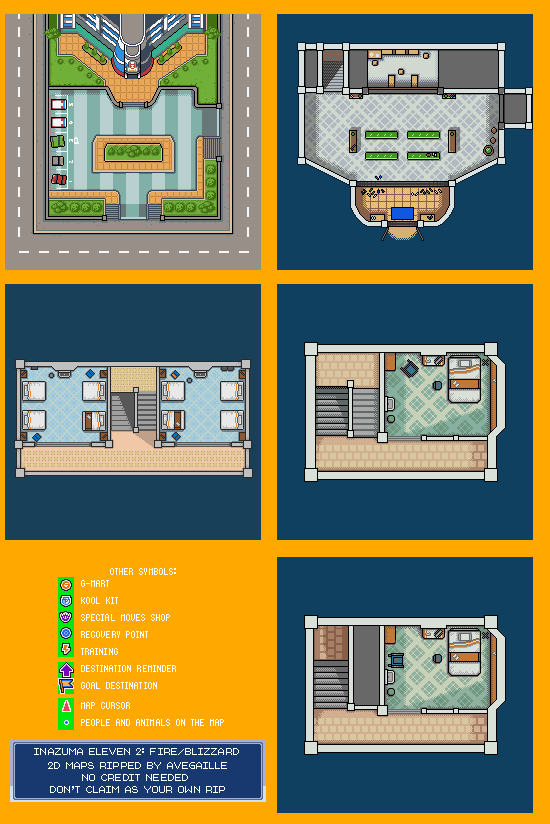 OTHER SYMBOLS:
G-MART
KOOL KIT
SPECIAL MOVES SHOP
RECOVERY POINT
TRAINING
DESTINATION REMINDER
GOAL DESTINATION
MAP CURSOR
PEOPLE AND ANIMALS ON THE MAP
INAZUMA ELEVEN 2: FIRE/BLIZZARD
2D MAPS RIPPED BY AVEGAILLE
NO CREDIT NEEDED
DON'T CLAIM AS YOUR OWN RIP